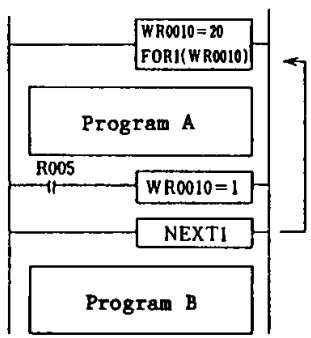 WR0010=20
FOR1(WR0010)
Program A
R005
WR0010=1
NEXT1
Program B